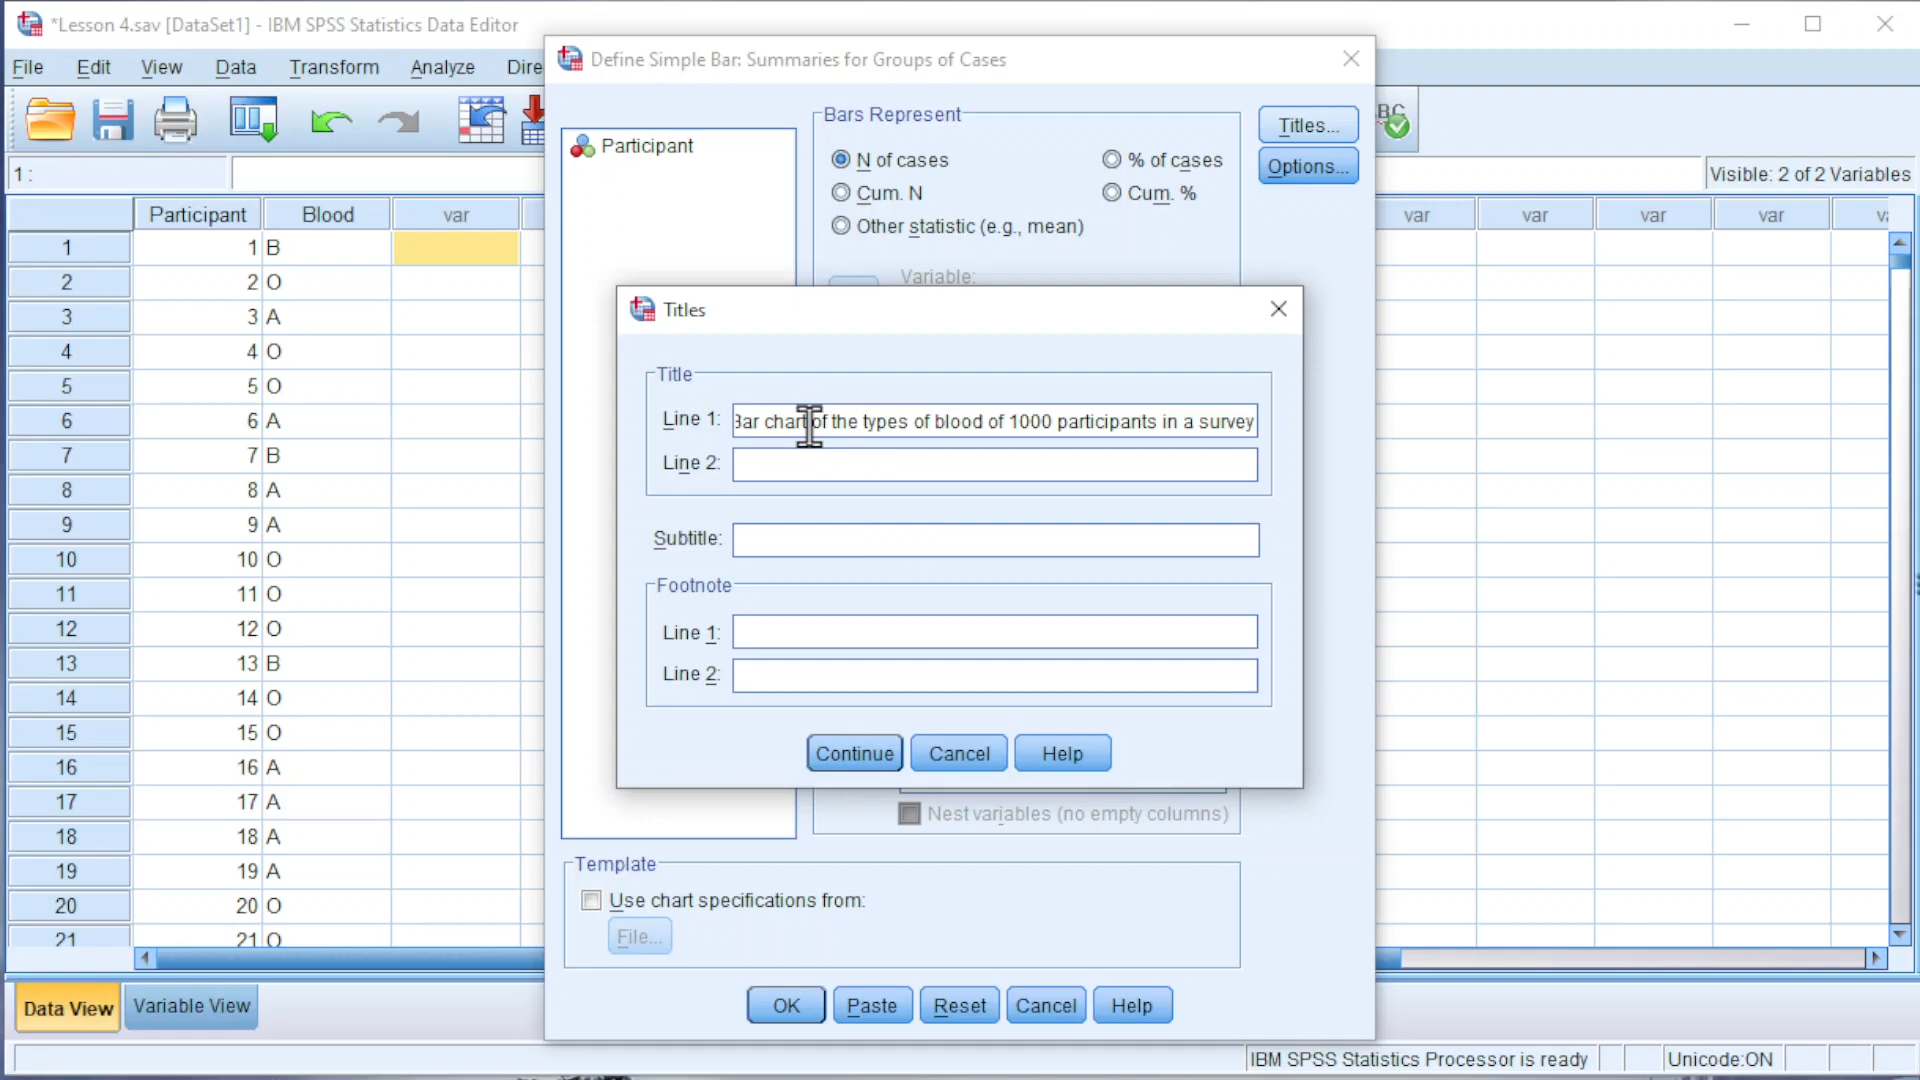 *Lesson 4.sav [DataSet1] - IBM SPSS Statistics Data Editor
File Edit View Data Transform Analyze Dire
1 :
Visible: 2 of 2 Variables
Participant Blood var var var var var
1 1 B
2 2 O
3 3 A
4 4 O
5 5 O
6 6 A
7 7 B
8 8 A
9 9 A
10 10 O
11 11 O
12 12 O
13 13 B
14 14 O
15 15 O
16 16 A
17 17 A
18 18 A
19 19 A
20 20 O
21 21 O
Data View Variable View
IBM SPSS Statistics Processor is ready Unicode:ON
Define Simple Bar: Summaries for Groups of Cases
Participant
Bars Represent
N of cases % of cases
Cum. N Cum. %
Other statistic (e.g., mean)
Variable:
Titles...
Options...
Titles
Title
Line 1: Bar chart of the types of blood of 1000 participants in a survey
Line 2:
Subtitle:
Footnote
Line 1:
Line 2:
Continue Cancel Help
Nest variables (no empty columns)
Template
Use chart specifications from:
File...
OK Paste Reset Cancel Help